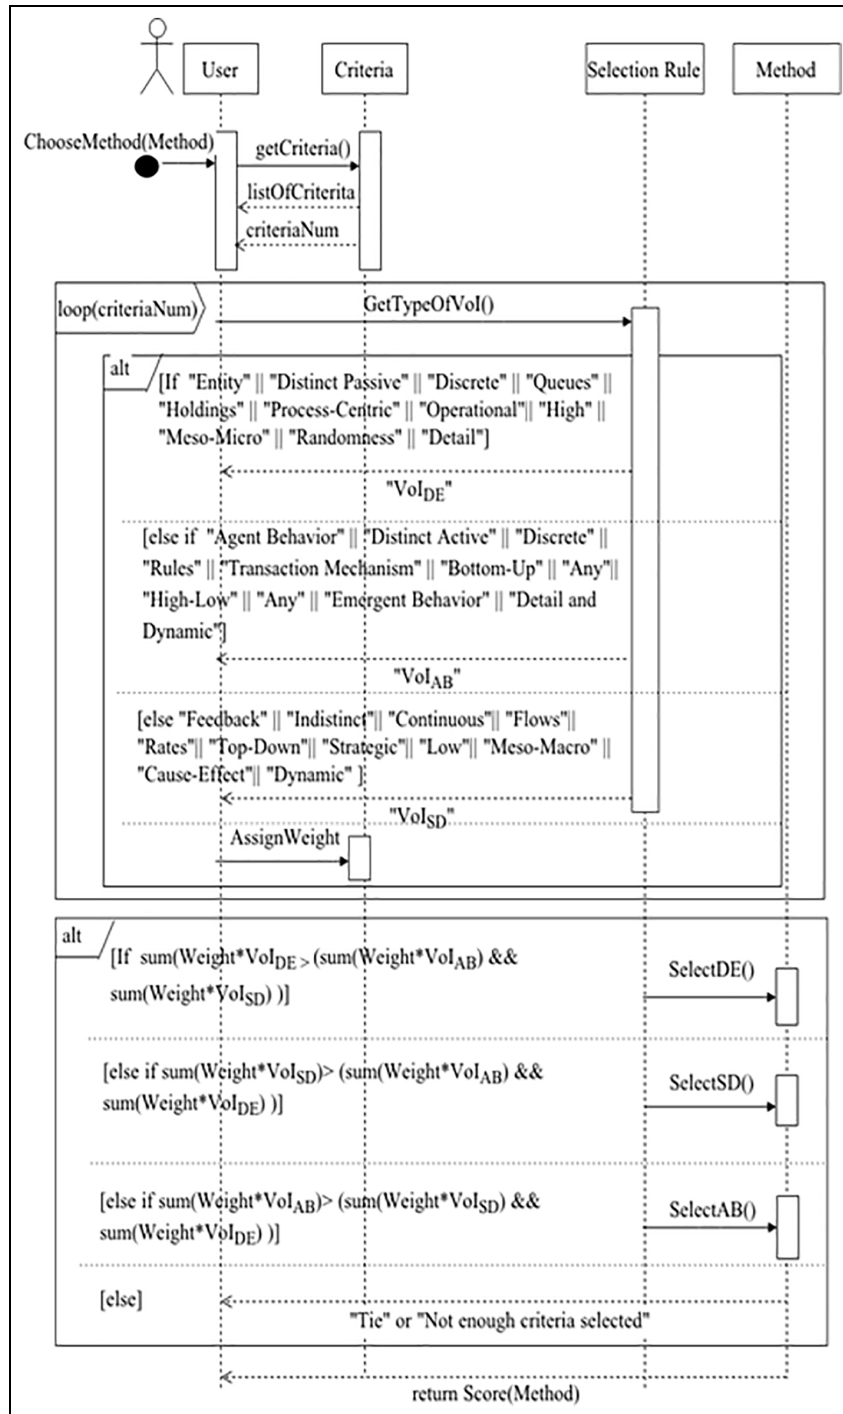 User
Criteria
Selection Rule
Method
ChooseMethod(Method)
getCriteria()
listOfCriterita
criteriaNum
loop(criteriaNum)
GetTypeOfVoI()
alt
[If "Entity" || "Distinct Passive" || "Discrete" || "Queues" ||
"Holdings" || "Process-Centric" || "Operational"|| "High" ||
"Meso-Micro" || "Randomness" || "Detail"]
"VoIDE"
[else if "Agent Behavior" || "Distinct Active" || "Discrete" ||
"Rules" || "Transaction Mechanism" || "Bottom-Up" || "Any"||
"High-Low" || "Any" || "Emergent Behavior" || "Detail and
Dynamic"]
"VoIAB"
[else "Feedback" || "Indistinct"|| "Continuous"|| "Flows"||
"Rates"|| "Top-Down"|| "Strategic"|| "Low"|| "Meso-Macro" ||
"Cause-Effect"|| "Dynamic" ]
"VoISD"
AssignWeight
alt
[If sum(Weight*VoIDE > (sum(Weight*VoIAB) &&
sum(Weight*VoISD) )]
SelectDE()
[else if sum(Weight*VoISD)> (sum(Weight*VoIAB) &&
sum(Weight*VoIDE) )]
SelectSD()
[else if sum(Weight*VoIAB)> (sum(Weight*VoISD) &&
sum(Weight*VoIDE) )]
SelectAB()
[else]
"Tie" or "Not enough criteria selected"
return Score(Method)